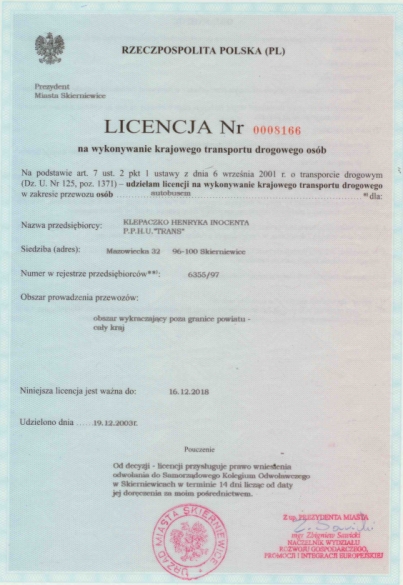 RZECZPOSPOLITA POLSKA (PL)
Prezydent
Miasta Skierniewice
LICENCJA Nr 0008166
na wykonywanie krajowego transportu drogowego osób
Na podstawie art. 7 ust. 2 pkt 1 ustawy z dnia 6 września 2001 r. o transporcie drogowym
(Dz. U. Nr 125, poz. 1371) – udzielam licencji na wykonywanie krajowego transportu drogowego
w zakresie przewozu osób autobusem dla:
Nazwa przedsiębiorcy: KLEPACZKO HENRYKA INOCENTA
P.P.H.U."TRANS"
Siedziba (adres): Mazowiecka 32 96-100 Skierniewice
Numer w rejestrze przedsiębiorców**⁾: 6355/97
Obszar prowadzenia przewozów:
obszar wykraczający poza granice powiatu -
cały kraj
Niniejsza licencja jest ważna do: 16.12.2018
Udzielono dnia ..... 19.12.2003r.
Pouczenie
Od decyzji - licencji przysługuje prawo wniesienia
odwołania do Samorządowego Kolegium Odwoławczego
w Skierniewicach w terminie 14 dni licząc od daty
jej doręczenia za moim pośrednictwem.
URZĄD MIASTA SKIERNIEWICE
Z up. PREZYDENTA MIASTA
mgr Zbigniew Sawicki
NACZELNIK WYDZIAŁU
ROZWOJU GOSPODARCZEGO,
PROMOCJI I INTEGRACJI EUROPEJSKIEJ